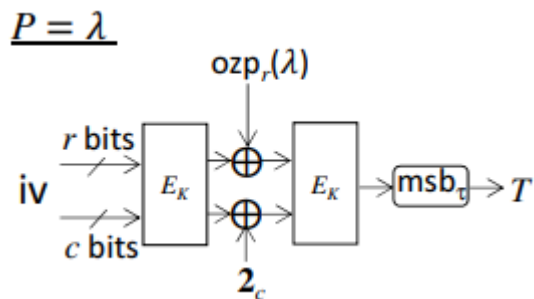 P = λ
ozp_r(λ)
r bits
iv
E_K
E_K
msb_τ
T
c bits
2_c